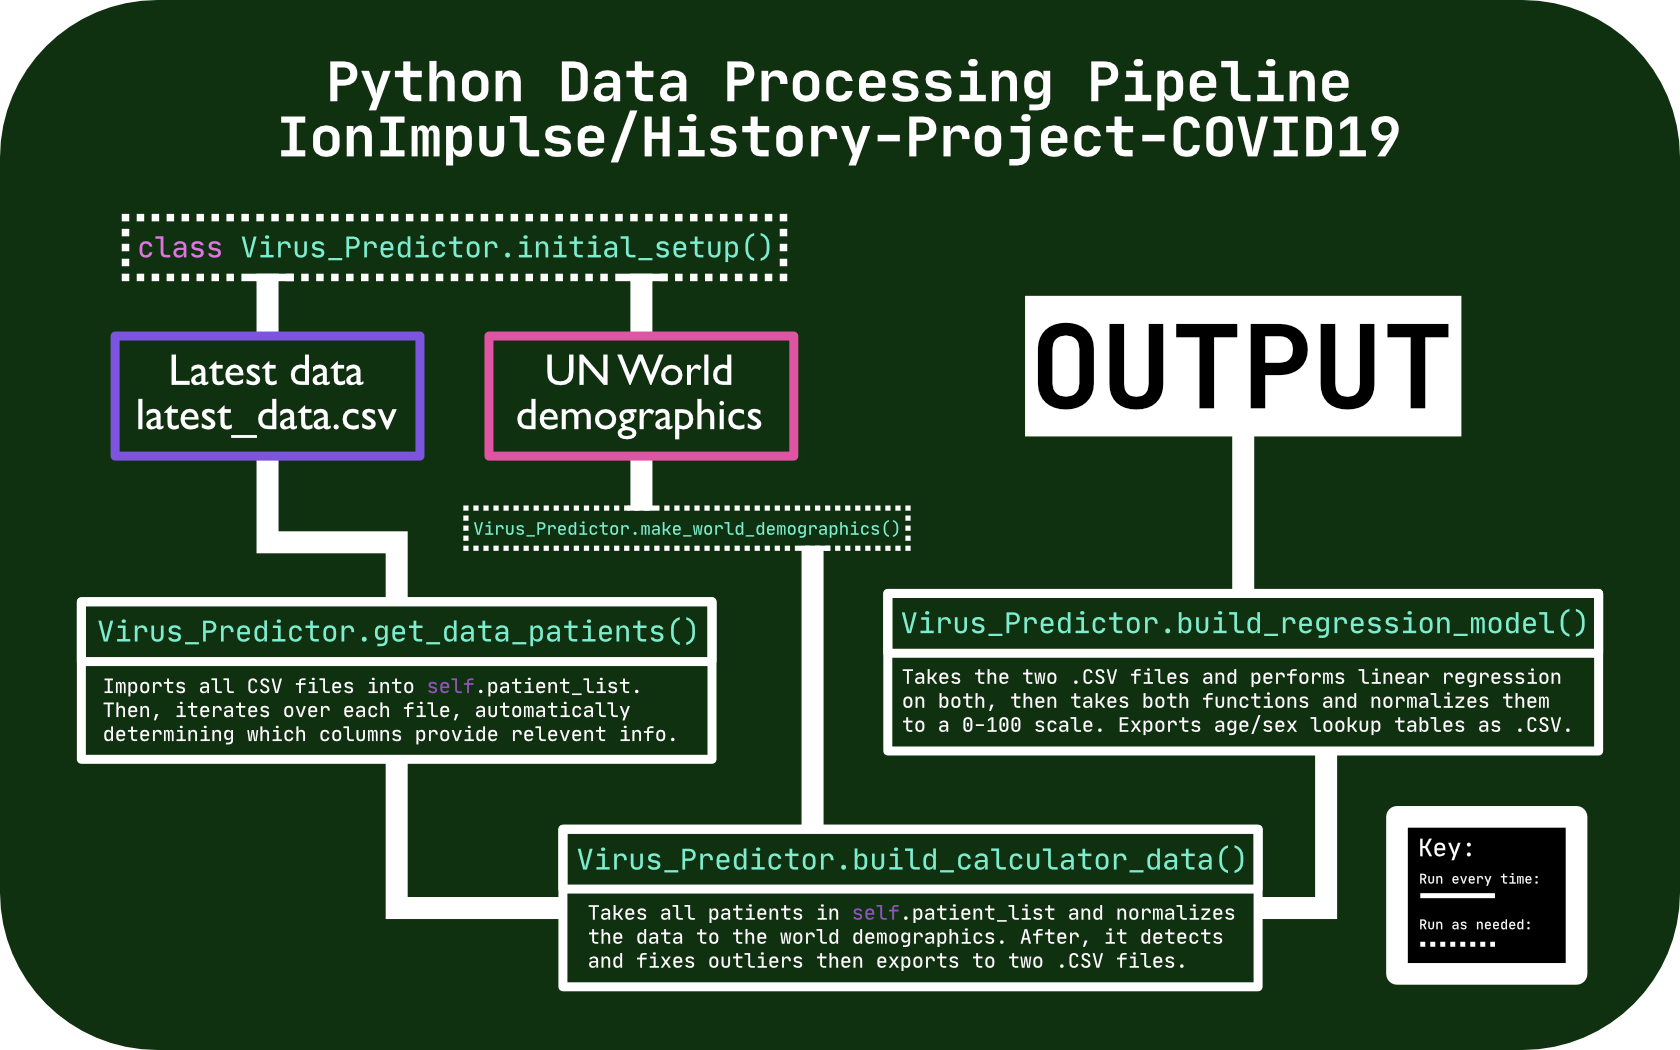 Python Data Processing Pipeline
IonImpulse/History-Project-COVID19
class Virus_Predictor.initial_setup()
Latest data
latest_data.csv
UN World
demographics
OUTPUT
Virus_Predictor.make_world_demographics()
Virus_Predictor.get_data_patients()
Imports all CSV files into self.patient_list.
Then, iterates over each file, automatically
determining which columns provide relevent info.
Virus_Predictor.build_regression_model()
Takes the two .CSV files and performs linear regression
on both, then takes both functions and normalizes them
to a 0-100 scale. Exports age/sex lookup tables as .CSV.
Virus_Predictor.build_calculator_data()
Takes all patients in self.patient_list and normalizes
the data to the world demographics. After, it detects
and fixes outliers then exports to two .CSV files.
Key:
Run every time:
Run as needed: